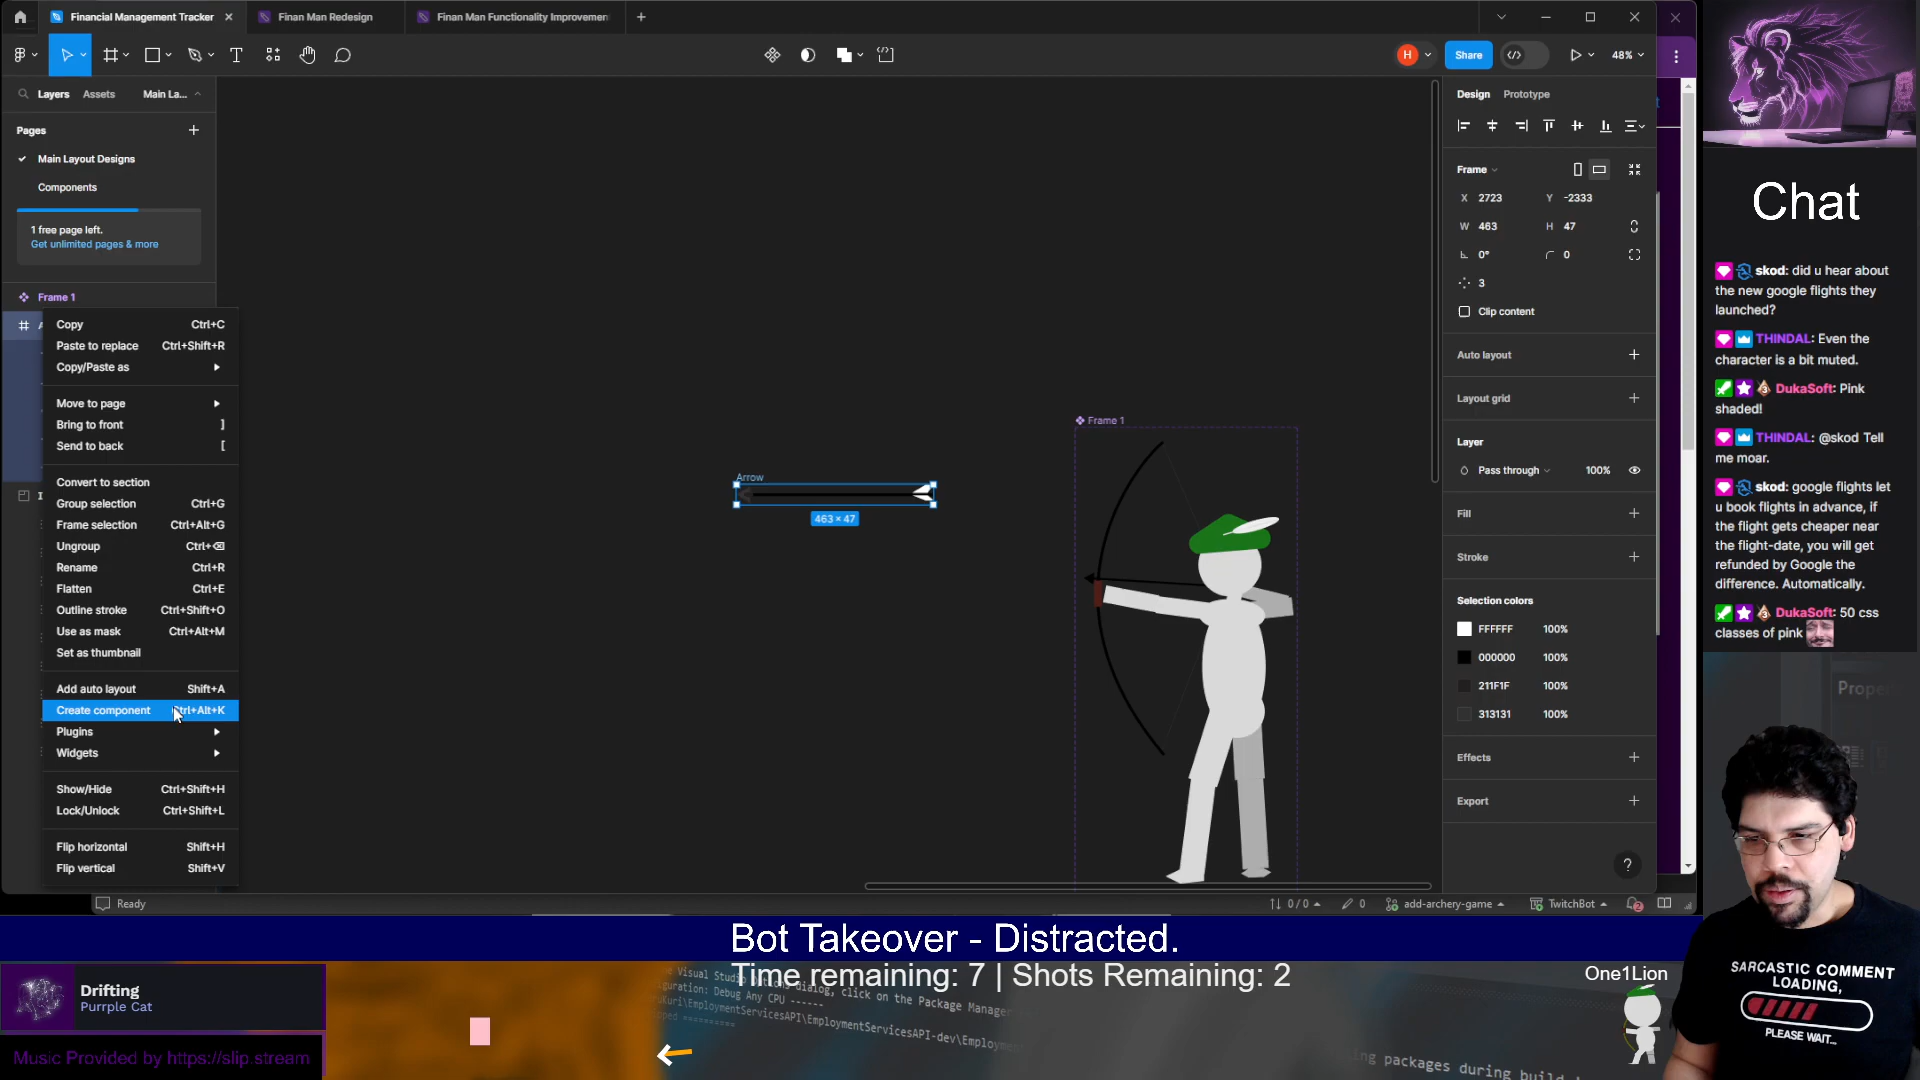 Financial Management Tracker
Finan Man Redesign
Finan Man Functionality Improvemen
48%
H
Share
Layers
Assets
Main La...
Pages
Main Layout Designs
Components
1 free page left.
Get unlimited pages & more
Frame 1
Copy Ctrl+C
Paste to replace Ctrl+Shift+R
Copy/Paste as
Move to page
Bring to front ]
Send to back [
Convert to section
Group selection Ctrl+G
Frame selection Ctrl+Alt+G
Ungroup Ctrl+⌫
Rename Ctrl+R
Flatten Ctrl+E
Outline stroke Ctrl+Shift+O
Use as mask Ctrl+Alt+M
Set as thumbnail
Add auto layout Shift+A
Create component Ctrl+Alt+K
Plugins
Widgets
Show/Hide Ctrl+Shift+H
Lock/Unlock Ctrl+Shift+L
Flip horizontal Shift+H
Flip vertical Shift+V
Arrow
463 × 47
Frame 1
Design Prototype
Frame
X 2723 Y -2333
W 463 H 47
0° 0
3
Clip content
Auto layout
Layout grid
Layer
Pass through 100%
Fill
Stroke
Selection colors
FFFFFF 100%
000000 100%
211F1F 100%
313131 100%
Effects
Export
?
Ready
0 / 0
0
add-archery-game
TwitchBot
2
Chat
skod: did u hear about
the new google flights they
launched?
THINDAL: Even the
character is a bit muted.
DukaSoft: Pink
shaded!
THINDAL: @skod Tell
me moar.
skod: google flights let
u book flights in advance, if
the flight gets cheaper near
the flight-date, you will get
refunded by Google the
difference. Automatically.
DukaSoft: 50 css
classes of pink
Bot Takeover - Distracted.
Time remaining: 7 | Shots Remaining: 2
One1Lion
Drifting
Purrple Cat
Music Provided by https://slip.stream
SARCASTIC COMMENT
LOADING,
PLEASE WAIT...